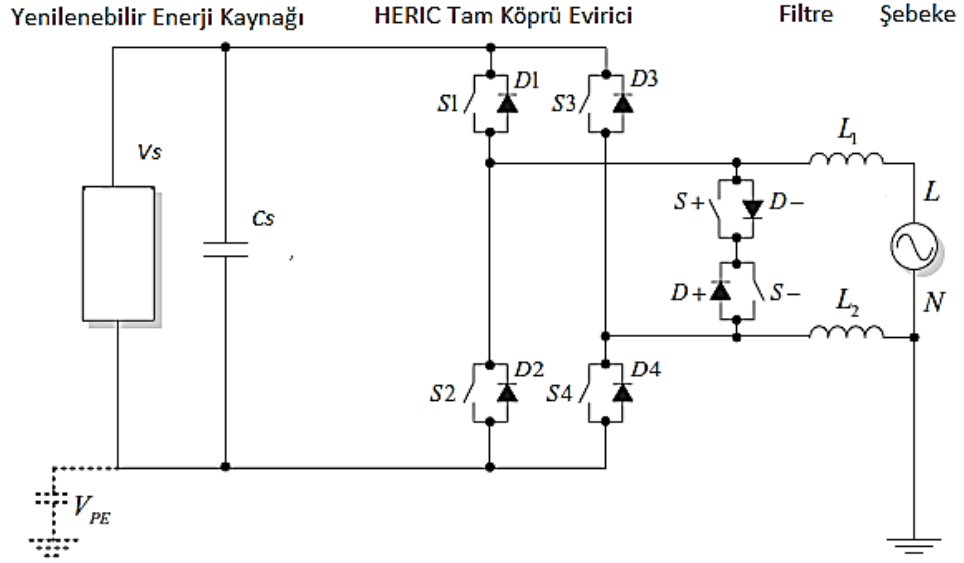 Yenilenebilir Enerji Kaynağı
HERIC Tam Köprü Evirici
Filtre
Şebeke
Vs
Cs
S1
D1
S3
D3
L1
L
S+
D−
D+
S−
L2
N
S2
D2
S4
D4
VPE